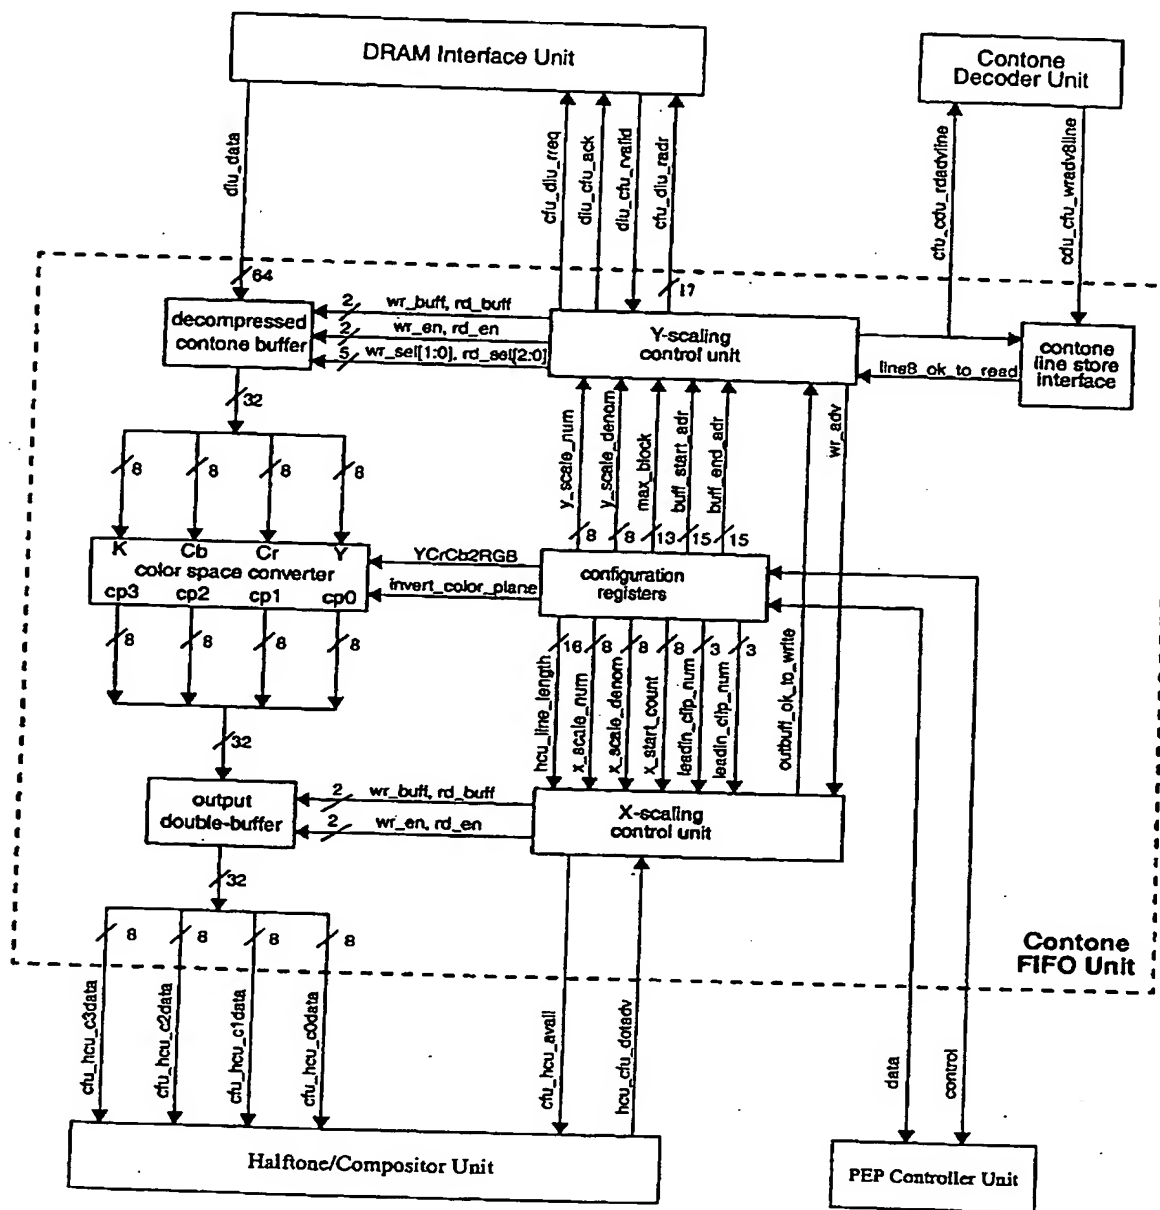 DRAM Interface Unit
Contone
Decoder Unit
diu_data
cfu_diu_rreq
diu_cfu_ack
diu_cfu_rvalid
cfu_diu_radr
cfu_cdu_rdadvline
cdu_cfu_wradv8line
64
17
decompressed
contone buffer
2
wr_buff, rd_buff
2
wr_en, rd_en
5
wr_sel[1:0], rd_sel[2:0]
Y-scaling
control unit
line8_ok_to_read
contone
line store
interface
32
8
8
8
8
y_scale_num
y_scale_denom
max_block
buff_start_adr
buff_end_adr
wr_adv
8
8
13
15
15
K
Cb
Cr
Y
color space converter
cp3
cp2
cp1
cp0
YCrCb2RGB
invert_color_plane
configuration
registers
8
8
8
8
16
8
8
8
3
3
hcu_line_length
x_scale_num
x_scale_denom
x_start_count
leadin_clip_num
leadin_clip_num
outbuff_ok_to_write
32
output
double-buffer
2
wr_buff, rd_buff
2
wr_en, rd_en
X-scaling
control unit
32
8
8
8
8
Contone
FIFO Unit
cfu_hcu_c3data
cfu_hcu_c2data
cfu_hcu_c1data
cfu_hcu_c0data
cfu_hcu_avail
hcu_cfu_dotadv
data
control
Halftone/Compositor Unit
PEP Controller Unit